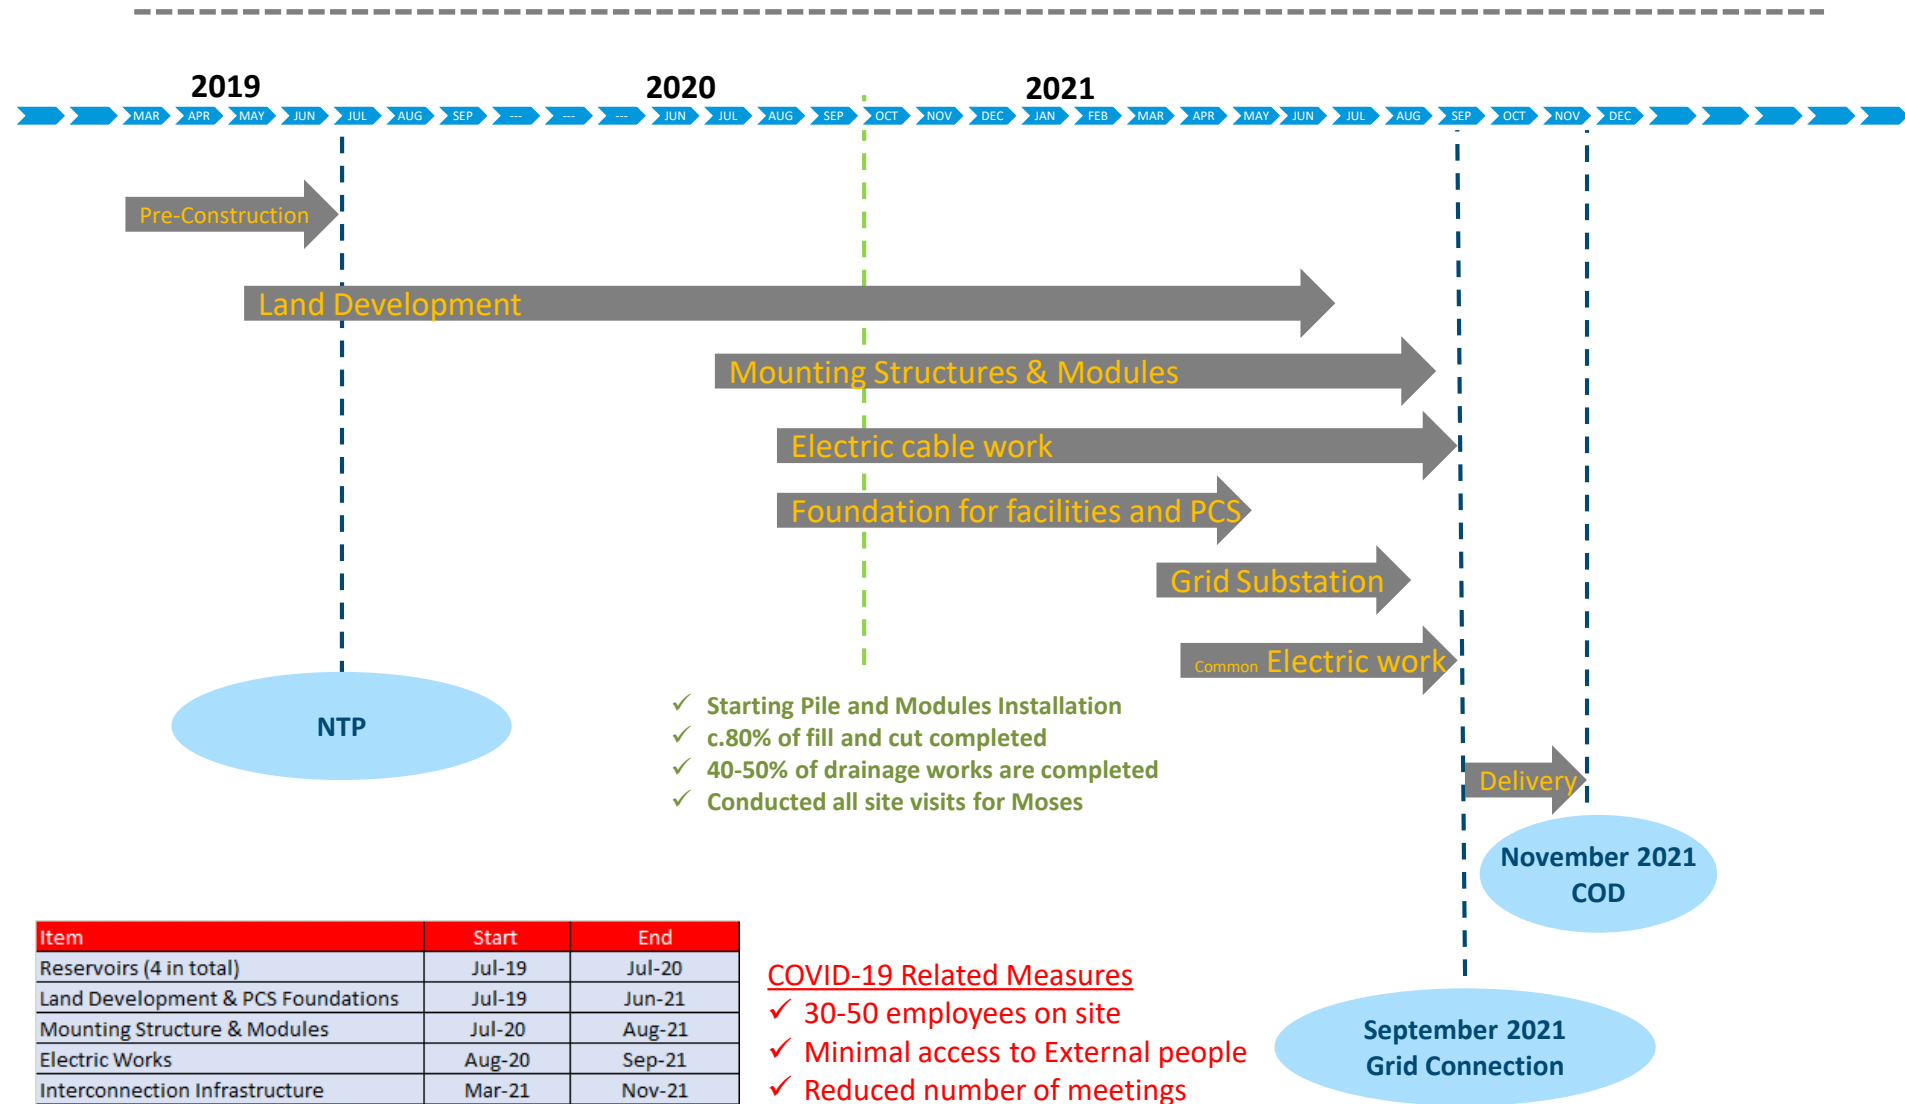 2019 2020 2021
MAR APR MAY JUN JUL AUG SEP --- --- --- JUN JUL AUG SEP OCT NOV DEC JAN FEB MAR APR MAY JUN JUL AUG SEP OCT NOV DEC
Pre-Construction
Land Development
Mounting Structures & Modules
Electric cable work
Foundation for facilities and PCS
Grid Substation
Common Electric work
NTP
✓ Starting Pile and Modules Installation
✓ c.80% of fill and cut completed
✓ 40-50% of drainage works are completed
✓ Conducted all site visits for Moses
Delivery
November 2021
COD
Item Start End
Reservoirs (4 in total) Jul-19 Jul-20
Land Development & PCS Foundations Jul-19 Jun-21
Mounting Structure & Modules Jul-20 Aug-21
Electric Works Aug-20 Sep-21
Interconnection Infrastructure Mar-21 Nov-21
COVID-19 Related Measures
✓ 30-50 employees on site
✓ Minimal access to External people
✓ Reduced number of meetings
September 2021
Grid Connection